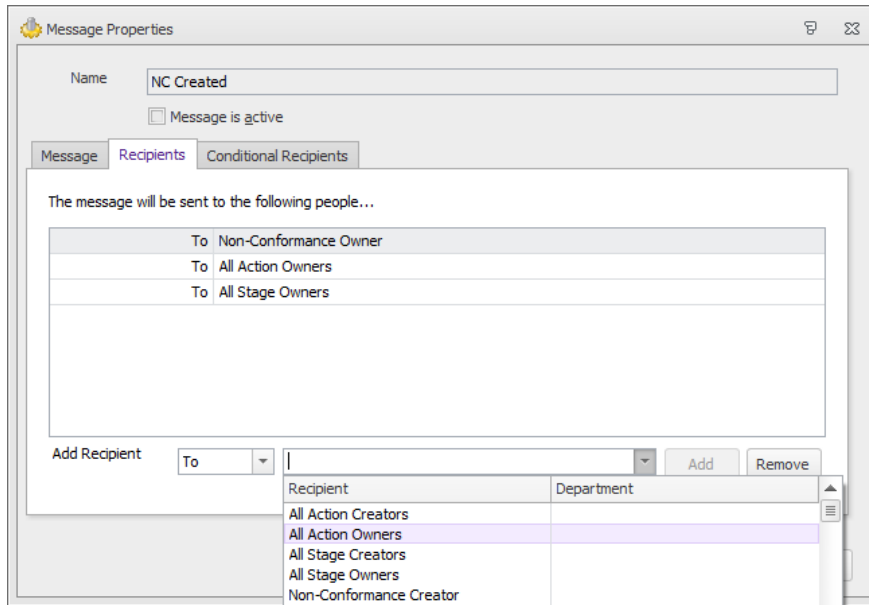 Message Properties
Name NC Created
Message is active
Message Recipients Conditional Recipients
The message will be sent to the following people...
To Non-Conformance Owner
To All Action Owners
To All Stage Owners
Add Recipient To Add Remove
Recipient Department
All Action Creators
All Action Owners
All Stage Creators
All Stage Owners
Non-Conformance Creator